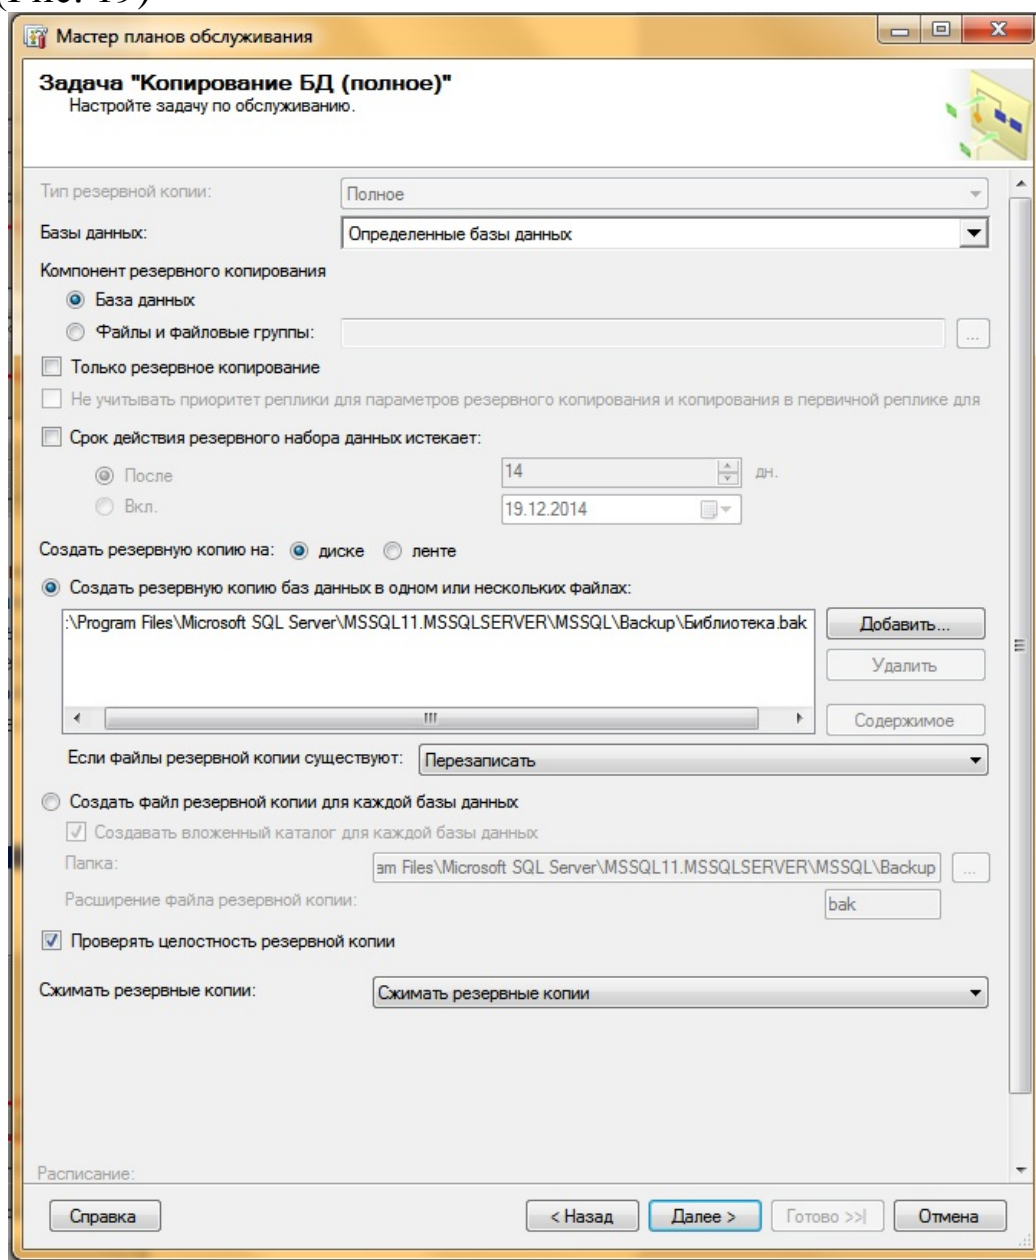 (Рис. 19)
Мастер планов обслуживания
Задача "Копирование БД (полное)"
Настройте задачу по обслуживанию.
Тип резервной копии: Полное
Базы данных: Определенные базы данных
Компонент резервного копирования
База данных
Файлы и файловые группы: ...
Только резервное копирование
Не учитывать приоритет реплики для параметров резервного копирования и копирования в первичной реплике для
Срок действия резервного набора данных истекает:
После 14 дн.
Вкл. 19.12.2014
Создать резервную копию на: диске ленте
Создать резервную копию баз данных в одном или нескольких файлах:
:\Program Files\Microsoft SQL Server\MSSQL11.MSSQLSERVER\MSSQL\Backup\Библиотека.bak Добавить...
Удалить
Содержимое
Если файлы резервной копии существуют: Перезаписать
Создать файл резервной копии для каждой базы данных
Создавать вложенный каталог для каждой базы данных
Папка: am Files\Microsoft SQL Server\MSSQL11.MSSQLSERVER\MSSQL\Backup ...
Расширение файла резервной копии: bak
Проверять целостность резервной копии
Сжимать резервные копии: Сжимать резервные копии
Расписание:
Справка < Назад Далее > Готово >>| Отмена